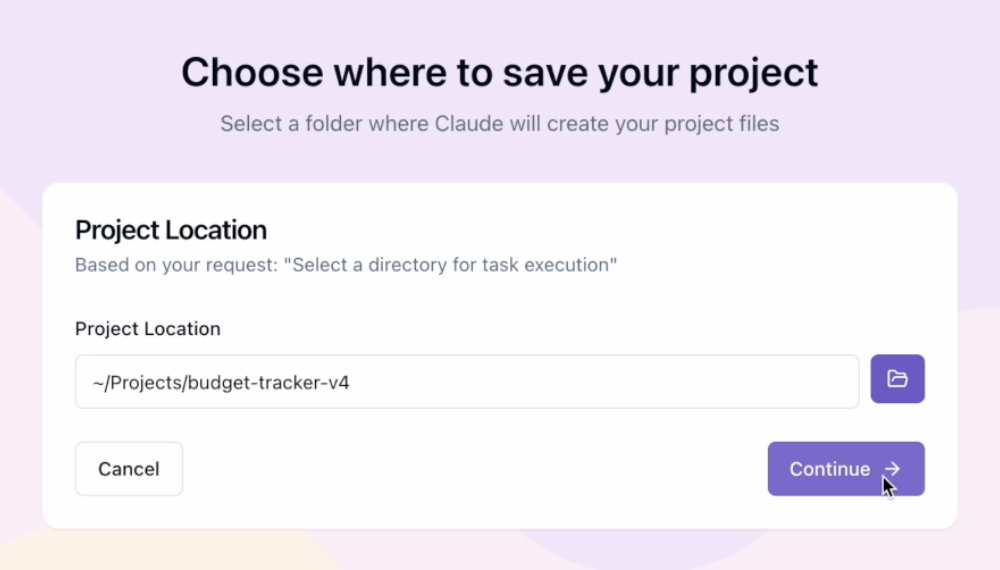 Choose where to save your project
Select a folder where Claude will create your project files
Project Location
Based on your request: "Select a directory for task execution"
Project Location
~/Projects/budget-tracker-v4
Cancel
Continue →